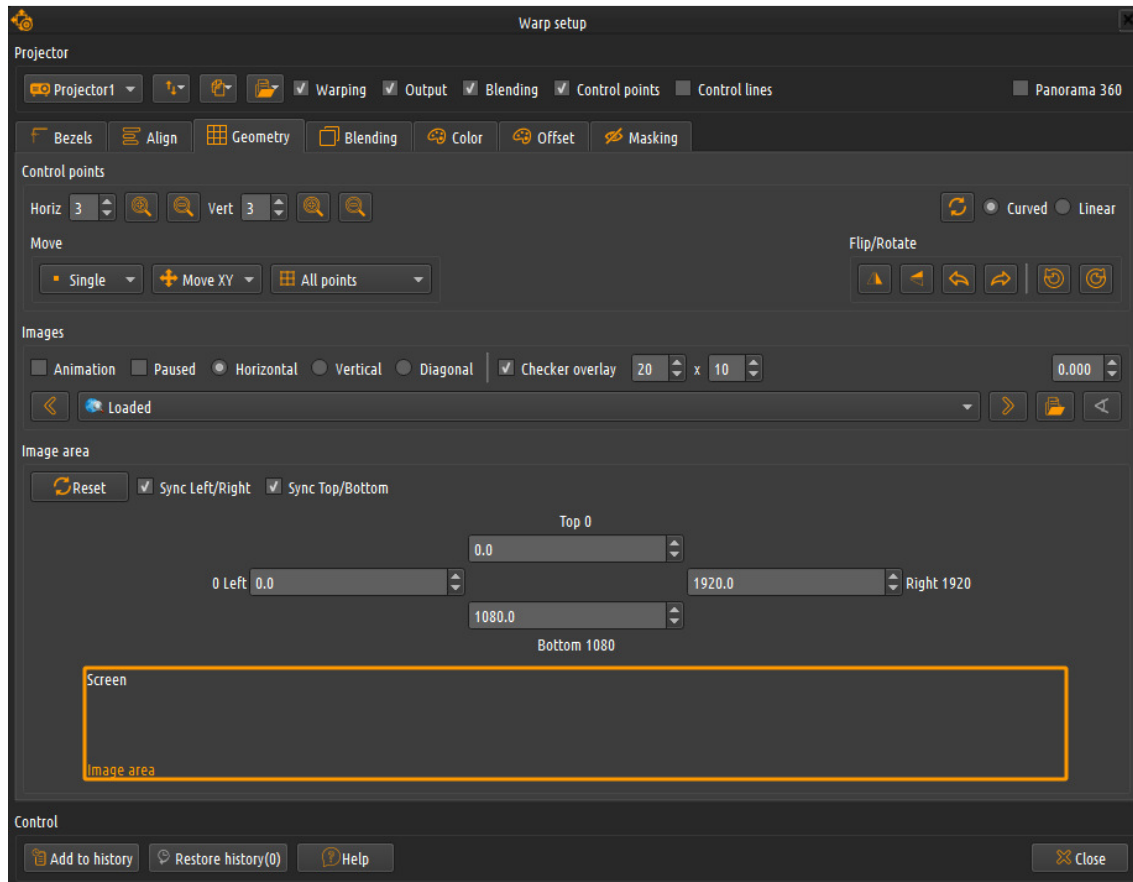 Warp setup
Projector
Projector1 Warping Output Blending Control points Control lines Panorama 360
Bezels Align Geometry Blending Color Offset Masking
Control points
Horiz 3 Vert 3 Curved Linear
Move Flip/Rotate
Single Move XY All points
Images
Animation Paused Horizontal Vertical Diagonal Checker overlay 20 x 10 0.000
Loaded
Image area
Reset Sync Left/Right Sync Top/Bottom
Top 0
0.0
0 Left 0.0 1920.0 Right 1920
1080.0
Bottom 1080
Screen
Image area
Control
Add to history Restore history(0) Help Close